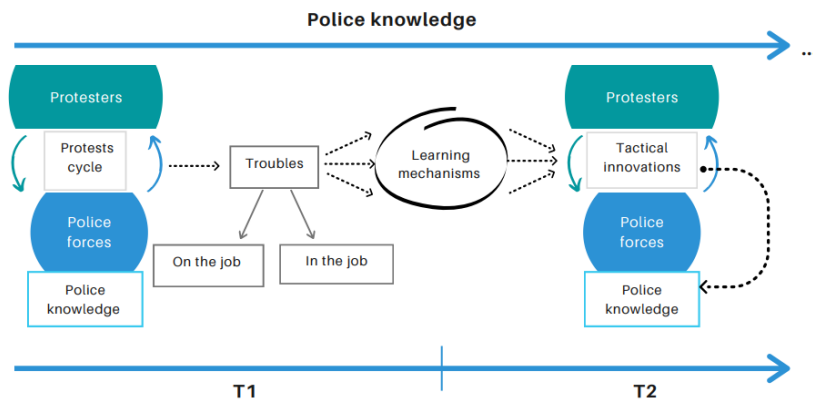 Police knowledge
..
Protesters
Protests
cycle
Police
forces
Police
knowledge
Troubles
On the job
In the job
Learning
mechanisms
Protesters
Tactical
innovations
Police
forces
Police
knowledge
T1
T2